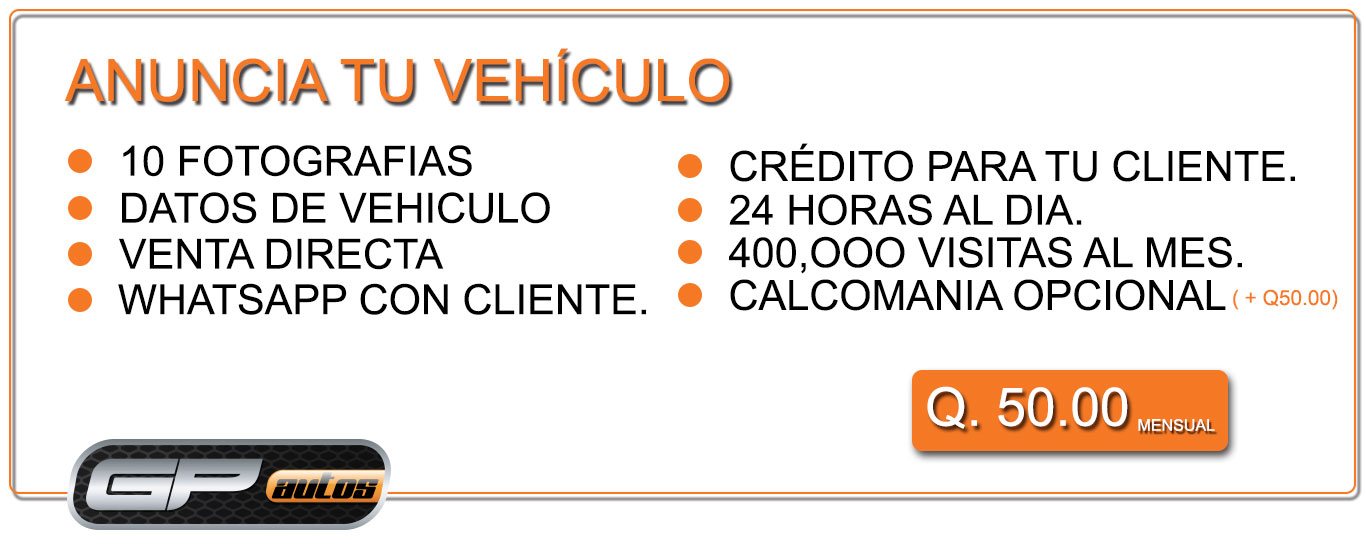 ANUNCIA TU VEHÍCULO
10 FOTOGRAFIAS
DATOS DE VEHICULO
VENTA DIRECTA
WHATSAPP CON CLIENTE.
CRÉDITO PARA TU CLIENTE.
24 HORAS AL DIA.
400,OOO VISITAS AL MES.
CALCOMANIA OPCIONAL ( + Q50.00)
Q. 50.00 MENSUAL
GP autos